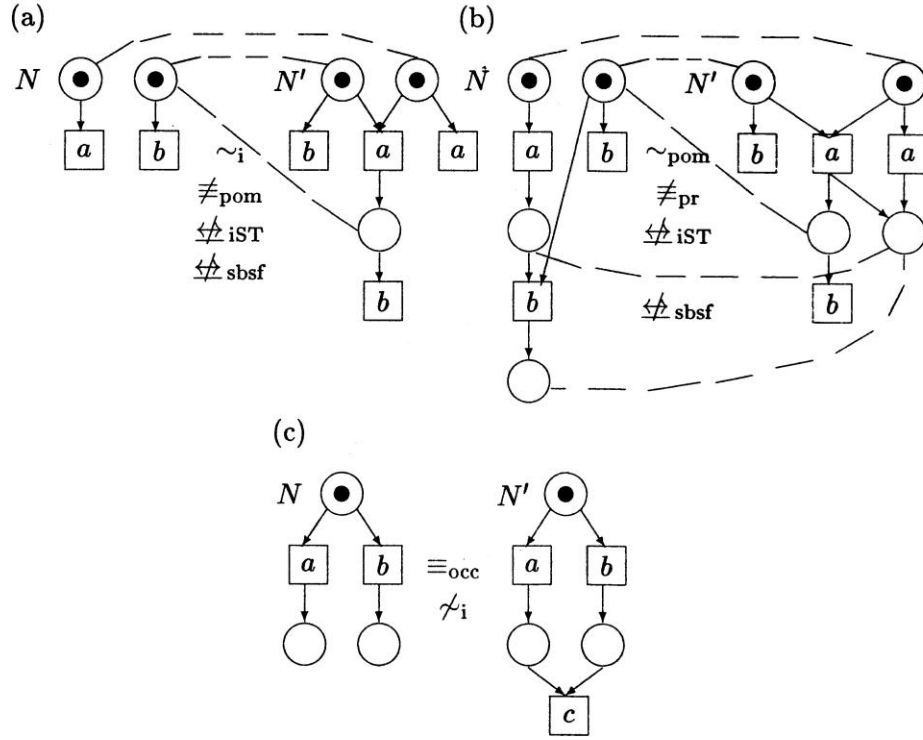 (a) (b)
N N' N N'
a b b a a a b b a a
∼i ∼pom
≢pom ≢pr
b ↮iST ↮iST b
↮sbsf b ↮sbsf b
(c)
N N'
a b ≡occ a b
≁i
c